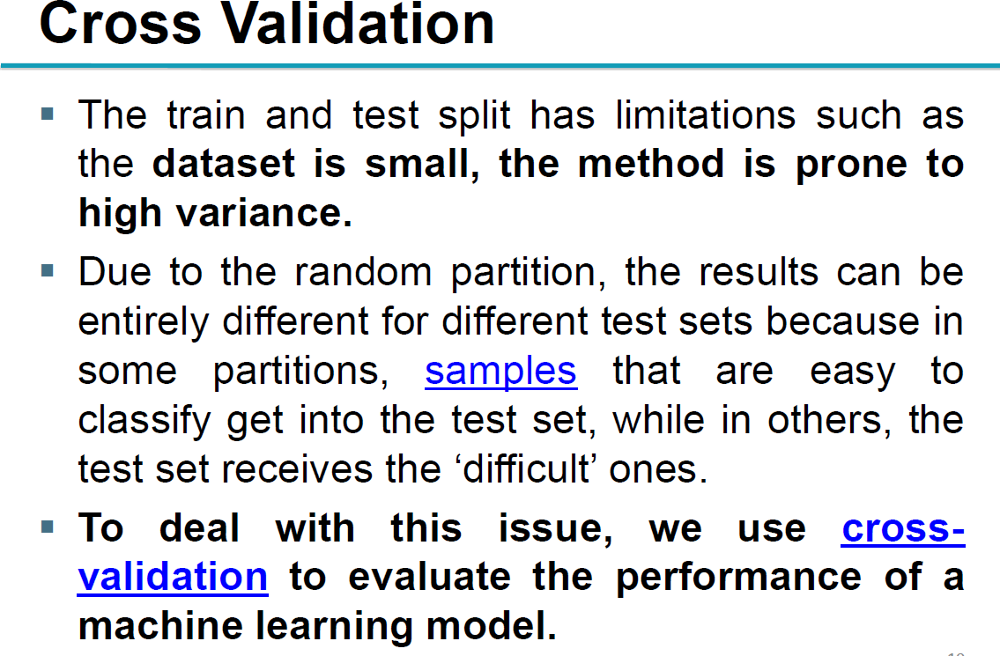 Cross Validation
▪ The train and test split has limitations such as
the dataset is small, the method is prone to
high variance.
▪ Due to the random partition, the results can be
entirely different for different test sets because in
some partitions, samples that are easy to
classify get into the test set, while in others, the
test set receives the ‘difficult’ ones.
▪ To deal with this issue, we use cross-
validation to evaluate the performance of a
machine learning model.